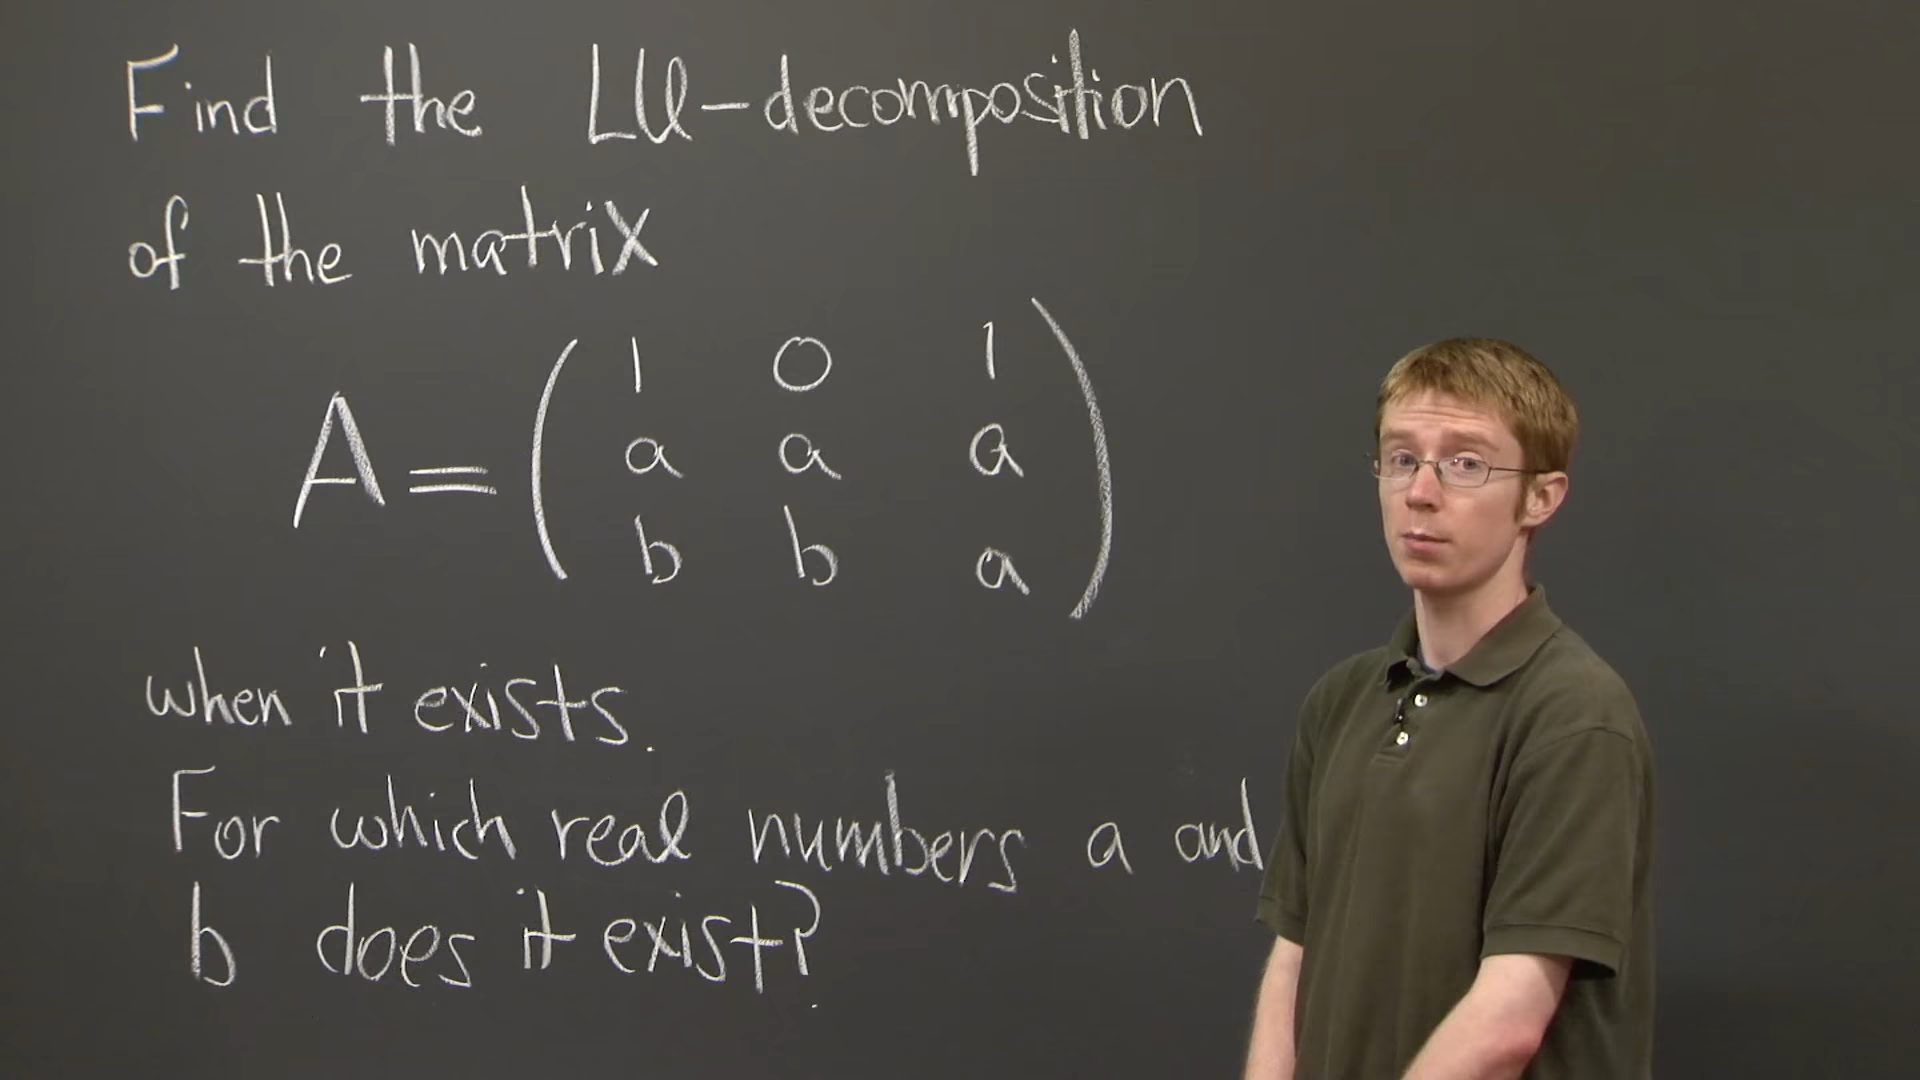 Find the LU-decomposition
of the matrix
A = ( 1 0 1
a a a
b b a )
when it exists.
For which real numbers a and
b does it exist?